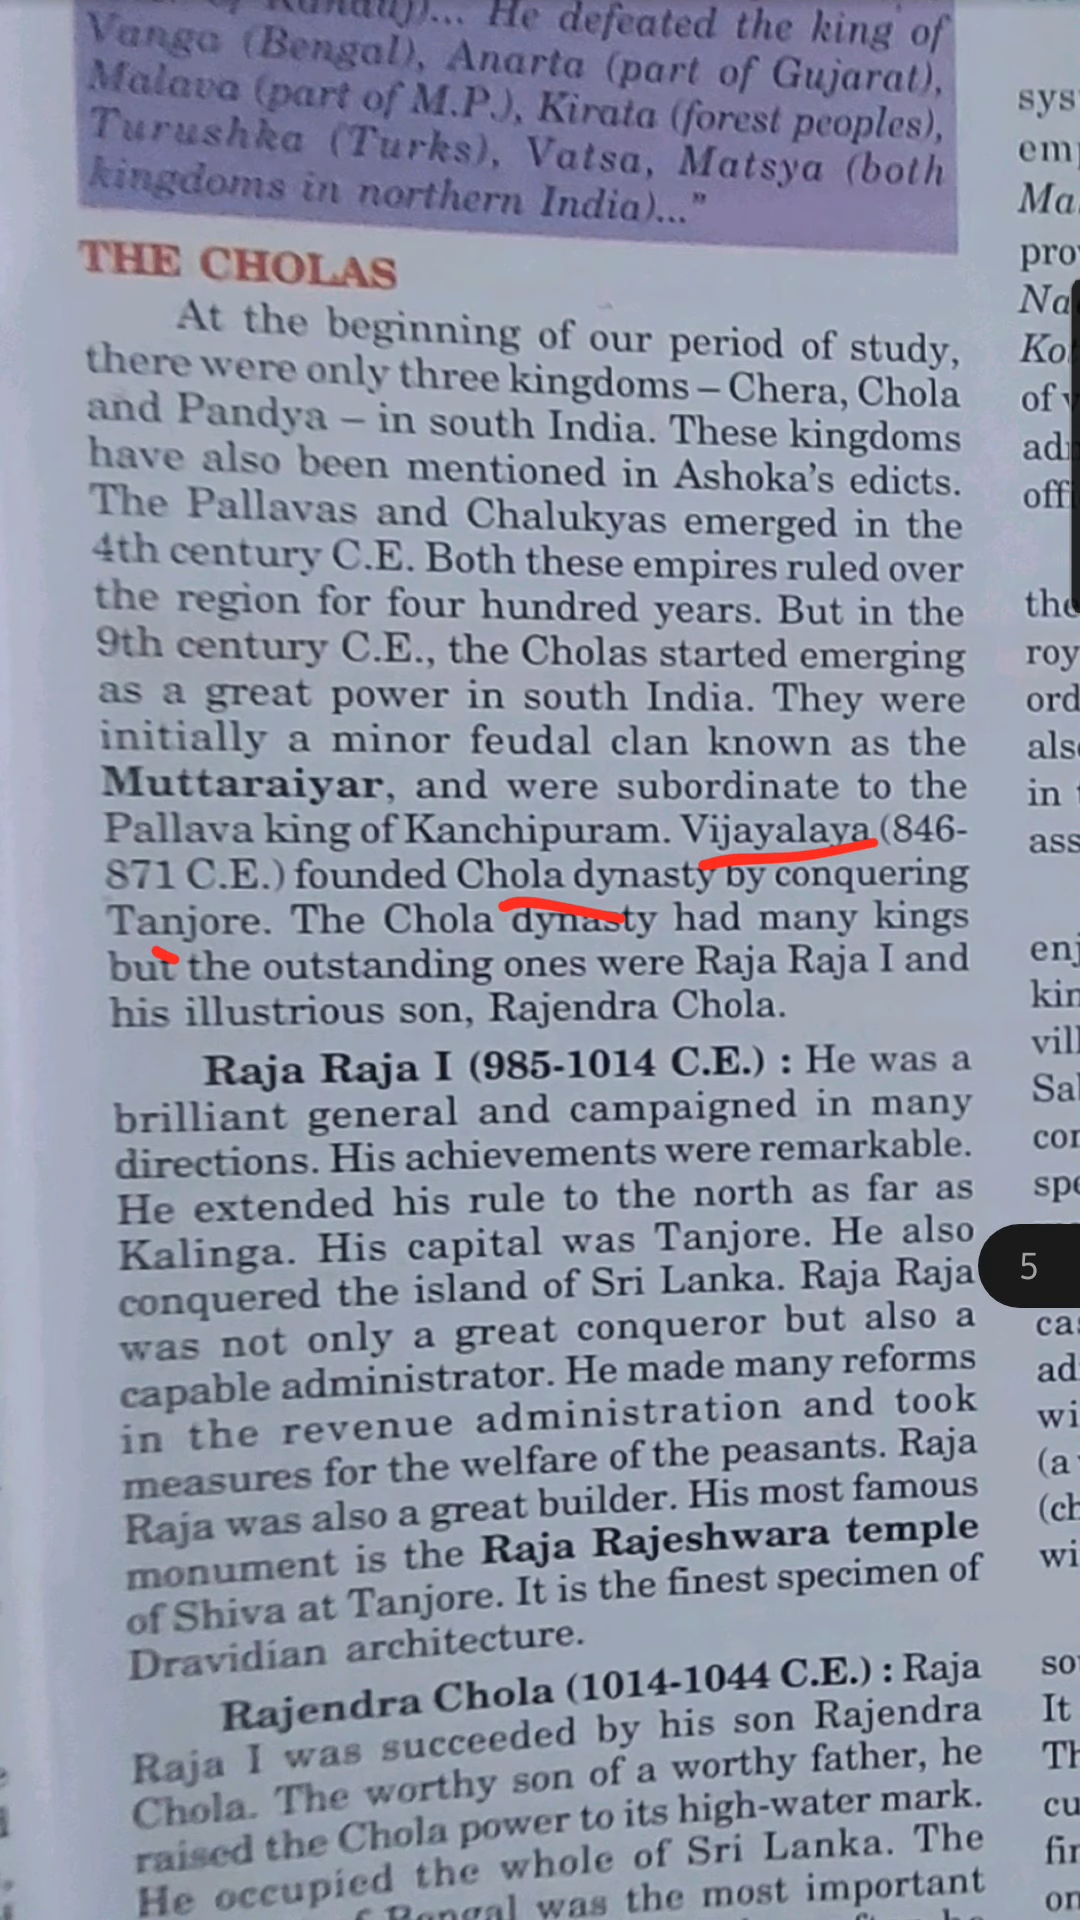 He defeated the king of
Vanga (Bengal), Anarta (part of Gujarat),
Malava (part of M.P.), Kirata (forest peoples),
Turushka (Turks), Vatsa, Matsya (both
kingdoms in northern India)..."
THE CHOLAS
At the beginning of our period of study,
there were only three kingdoms – Chera, Chola
and Pandya – in south India. These kingdoms
have also been mentioned in Ashoka's edicts.
The Pallavas and Chalukyas emerged in the
4th century C.E. Both these empires ruled over
the region for four hundred years. But in the
9th century C.E., the Cholas started emerging
as a great power in south India. They were
initially a minor feudal clan known as the
Muttaraiyar, and were subordinate to the
Pallava king of Kanchipuram. Vijayalaya (846-
871 C.E.) founded Chola dynasty by conquering
Tanjore. The Chola dynasty had many kings
but the outstanding ones were Raja Raja I and
his illustrious son, Rajendra Chola.
Raja Raja I (985-1014 C.E.) : He was a
brilliant general and campaigned in many
directions. His achievements were remarkable.
He extended his rule to the north as far as
Kalinga. His capital was Tanjore. He also
conquered the island of Sri Lanka. Raja Raja
was not only a great conqueror but also a
capable administrator. He made many reforms
in the revenue administration and took
measures for the welfare of the peasants. Raja
Raja was also a great builder. His most famous
monument is the Raja Rajeshwara temple
of Shiva at Tanjore. It is the finest specimen of
Dravidian architecture.
Rajendra Chola (1014-1044 C.E.) : Raja
Raja I was succeeded by his son Rajendra
Chola. The worthy son of a worthy father, he
raised the Chola power to its high-water mark.
He occupied the whole of Sri Lanka. The
Bengal was the most important
5